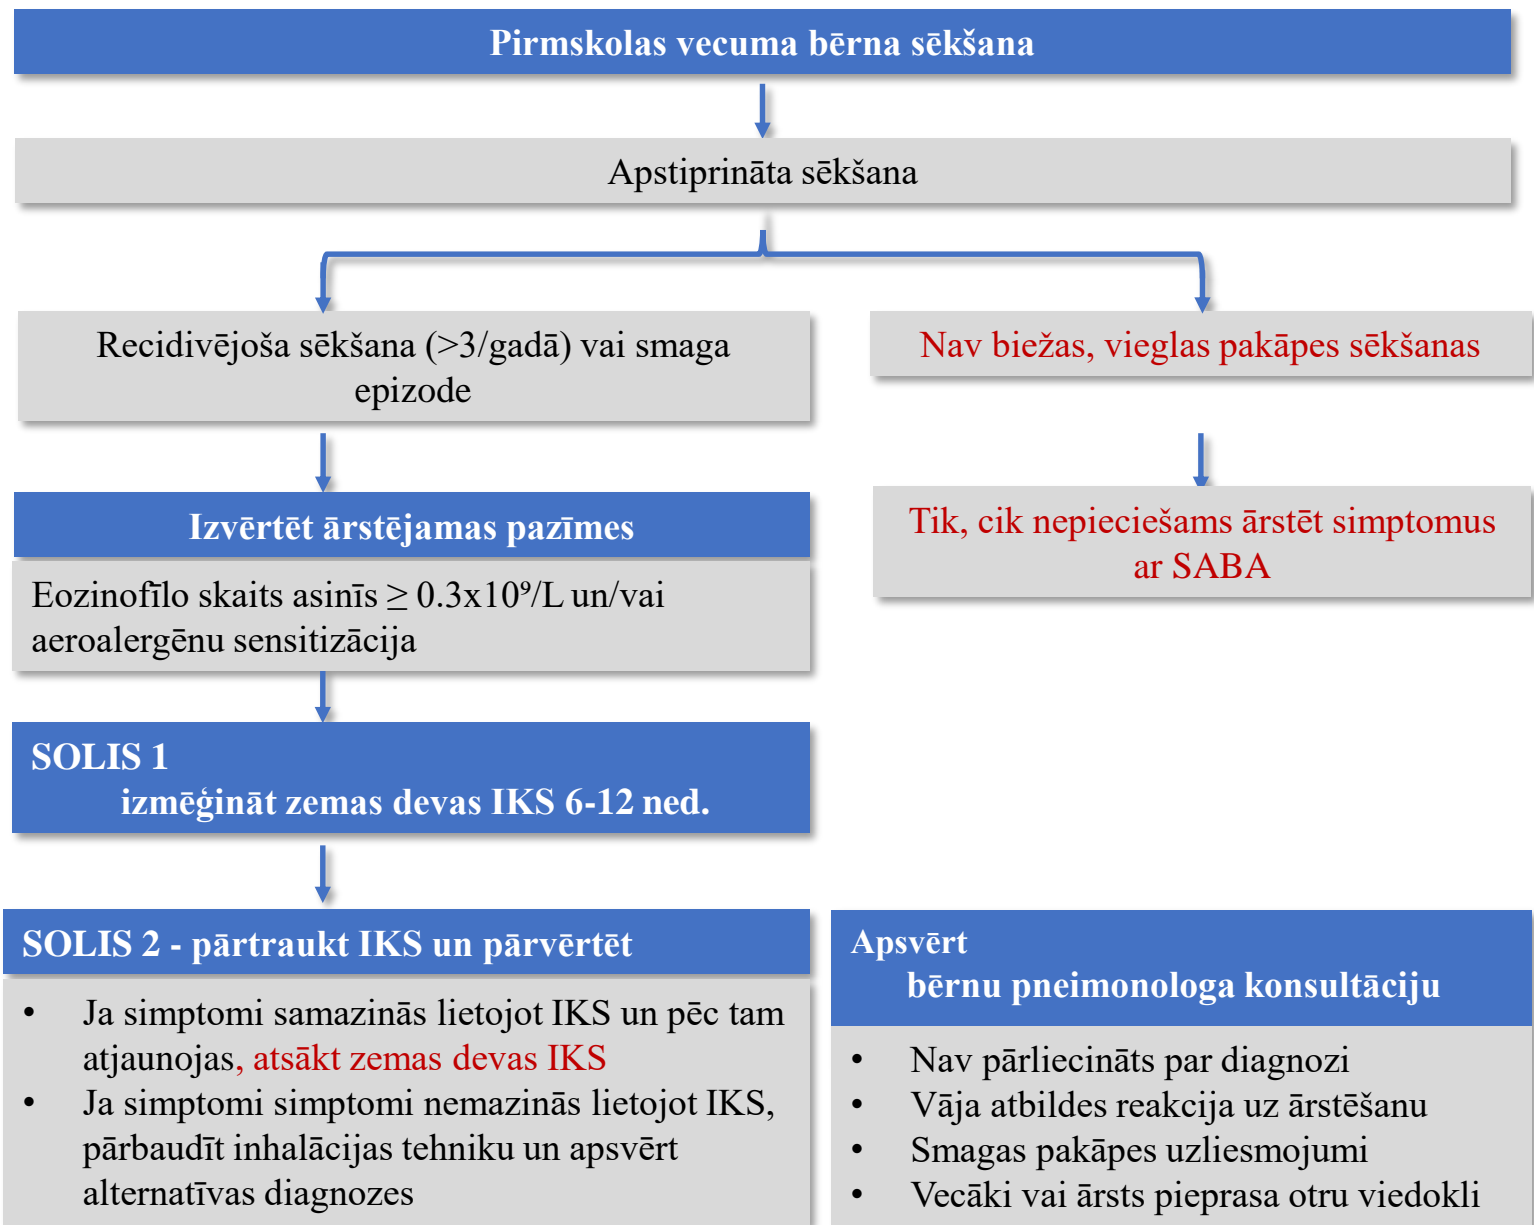 Pirmskolas vecuma bērna sēkšana
Apstiprināta sēkšana
Recidivējoša sēkšana (>3/gadā) vai smaga
epizode
Nav biežas, vieglas pakāpes sēkšanas
Izvērtēt ārstējamas pazīmes
Eozinofīlo skaits asinīs ≥ 0.3x10⁹/L un/vai
aeroalergēnu sensitizācija
Tik, cik nepieciešams ārstēt simptomus
ar SABA
SOLIS 1
izmēģināt zemas devas IKS 6-12 ned.
SOLIS 2 - pārtraukt IKS un pārvērtēt
• Ja simptomi samazinās lietojot IKS un pēc tam
atjaunojas, atsākt zemas devas IKS
• Ja simptomi simptomi nemazinās lietojot IKS,
pārbaudīt inhalācijas tehniku un apsvērt
alternatīvas diagnozes
Apsvērt
bērnu pneimonologa konsultāciju
• Nav pārliecināts par diagnozi
• Vāja atbildes reakcija uz ārstēšanu
• Smagas pakāpes uzliesmojumi
• Vecāki vai ārsts pieprasa otru viedokli